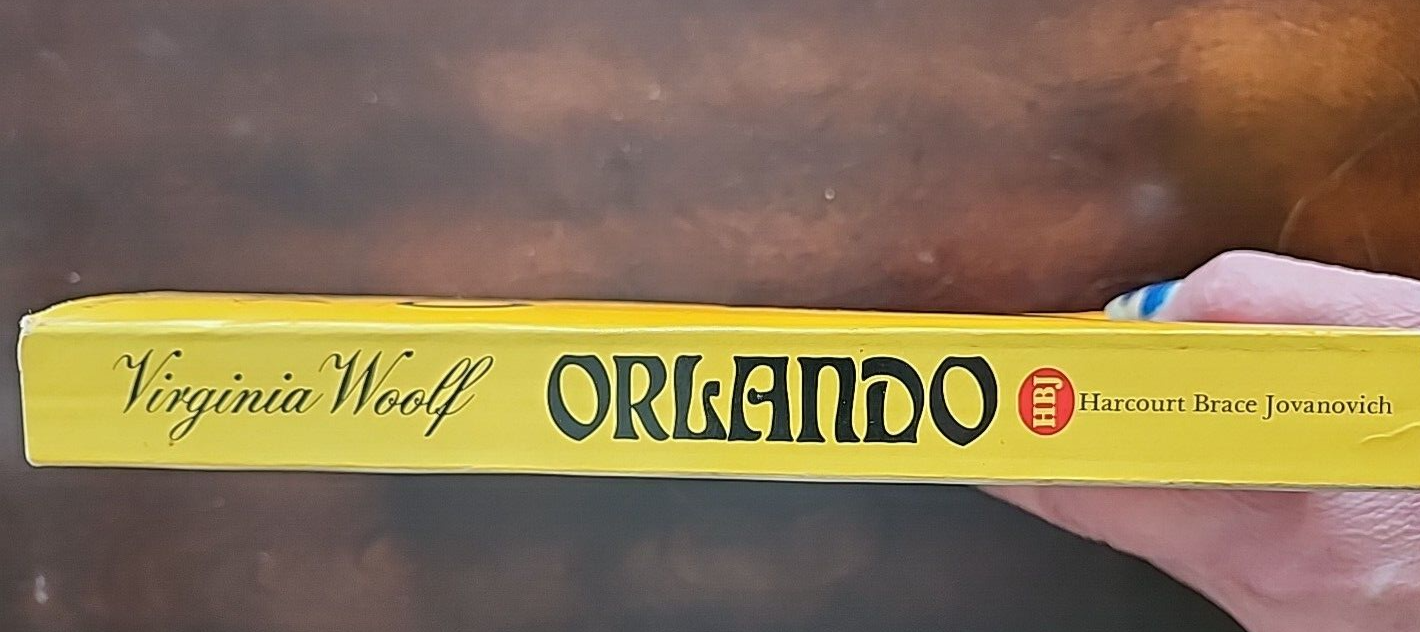 Virginia Woolf ORLANDO HBJ Harcourt Brace Jovanovich